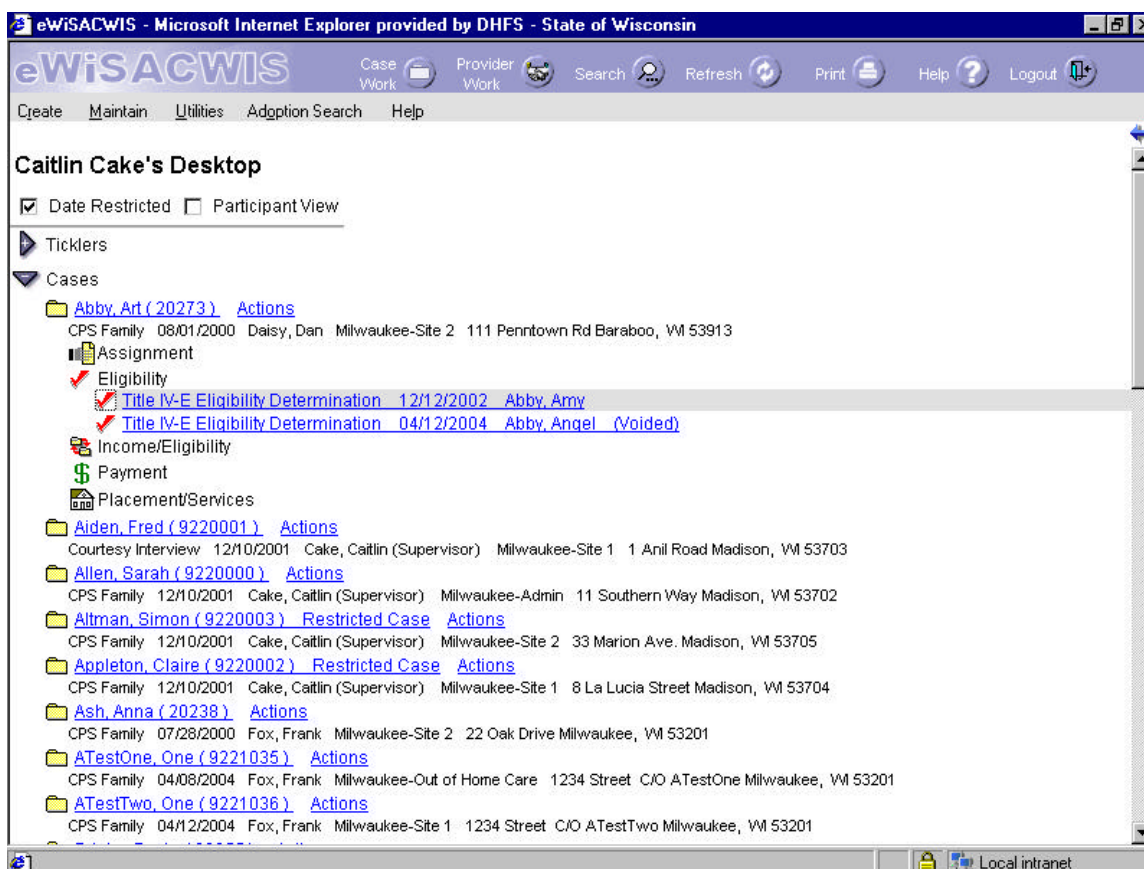 eWiSACWIS - Microsoft Internet Explorer provided by DHFS - State of Wisconsin
eWiSACWIS Case Work Provider Work Search Refresh Print Help Logout
Create Maintain Utilities Adoption Search Help
Caitlin Cake's Desktop
Date Restricted Participant View
Ticklers
Cases
Abby, Art ( 20273 ) Actions
CPS Family 08/01/2000 Daisy, Dan Milwaukee-Site 2 111 Penntown Rd Baraboo, WI 53913
Assignment
Eligibility
Title IV-E Eligibility Determination 12/12/2002 Abby, Amy
Title IV-E Eligibility Determination 04/12/2004 Abby, Angel (Voided)
Income/Eligibility
Payment
Placement/Services
Aiden, Fred ( 9220001 ) Actions
Courtesy Interview 12/10/2001 Cake, Caitlin (Supervisor) Milwaukee-Site 1 1 Anil Road Madison, WI 53703
Allen, Sarah ( 9220000 ) Actions
CPS Family 12/10/2001 Cake, Caitlin (Supervisor) Milwaukee-Admin 11 Southern Way Madison, WI 53702
Altman, Simon ( 9220003 ) Restricted Case Actions
CPS Family 12/10/2001 Cake, Caitlin (Supervisor) Milwaukee-Site 2 33 Marion Ave. Madison, WI 53705
Appleton, Claire ( 9220002 ) Restricted Case Actions
CPS Family 12/10/2001 Cake, Caitlin (Supervisor) Milwaukee-Site 1 8 La Lucia Street Madison, WI 53704
Ash, Anna ( 20238 ) Actions
CPS Family 07/28/2000 Fox, Frank Milwaukee-Site 2 22 Oak Drive Milwaukee, WI 53201
ATestOne, One ( 9221035 ) Actions
CPS Family 04/08/2004 Fox, Frank Milwaukee-Out of Home Care 1234 Street C/O ATestOne Milwaukee, WI 53201
ATestTwo, One ( 9221036 ) Actions
CPS Family 04/12/2004 Fox, Frank Milwaukee-Site 1 1234 Street C/O ATestTwo Milwaukee, WI 53201
Local intranet